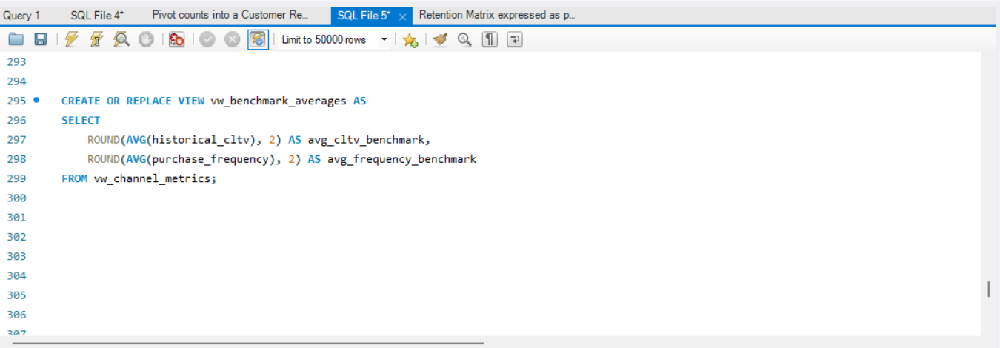 Query 1 SQL File 4* Pivot counts into a Customer Re... SQL File 5* Retention Matrix expressed as p...
Limit to 50000 rows
293
294
295 CREATE OR REPLACE VIEW vw_benchmark_averages AS
296 SELECT
297 ROUND(AVG(historical_cltv), 2) AS avg_cltv_benchmark,
298 ROUND(AVG(purchase_frequency), 2) AS avg_frequency_benchmark
299 FROM vw_channel_metrics;
300
301
302
303
304
305
306
307